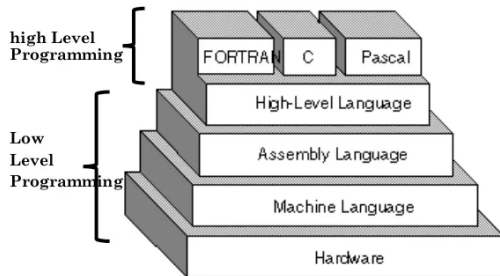 high Level
Programming
FORTRAN C Pascal
High-Level Language
Low
Level
Programming
Assembly Language
Machine Language
Hardware